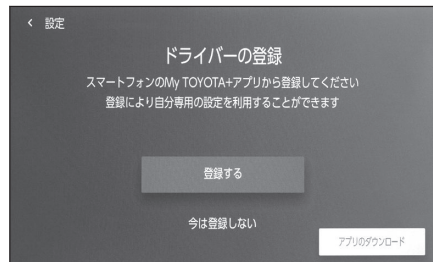 設定
ドライバーの登録
スマートフォンのMy TOYOTA+アプリから登録してください
登録により自分専用の設定を利用することができます
登録する
今は登録しない
アプリのダウンロード